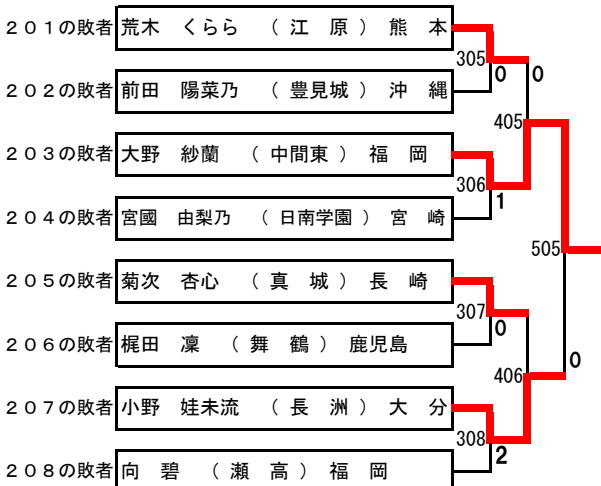 201の敗者 荒木 くらら (江 原) 熊 本
305
0 0
202の敗者 前田 陽菜乃 (豊見城) 沖 縄
405
203の敗者 大野 紗蘭 (中間東) 福 岡
306
1
204の敗者 宮國 由梨乃 (日南学園) 宮 崎
505
205の敗者 菊次 杏心 (真 城) 長 崎
307
0
206の敗者 梶田 凜 (舞 鶴) 鹿児島
0
406
207の敗者 小野 娃未流 (長 洲) 大 分
308
2
208の敗者 向 碧 (瀬 高) 福 岡